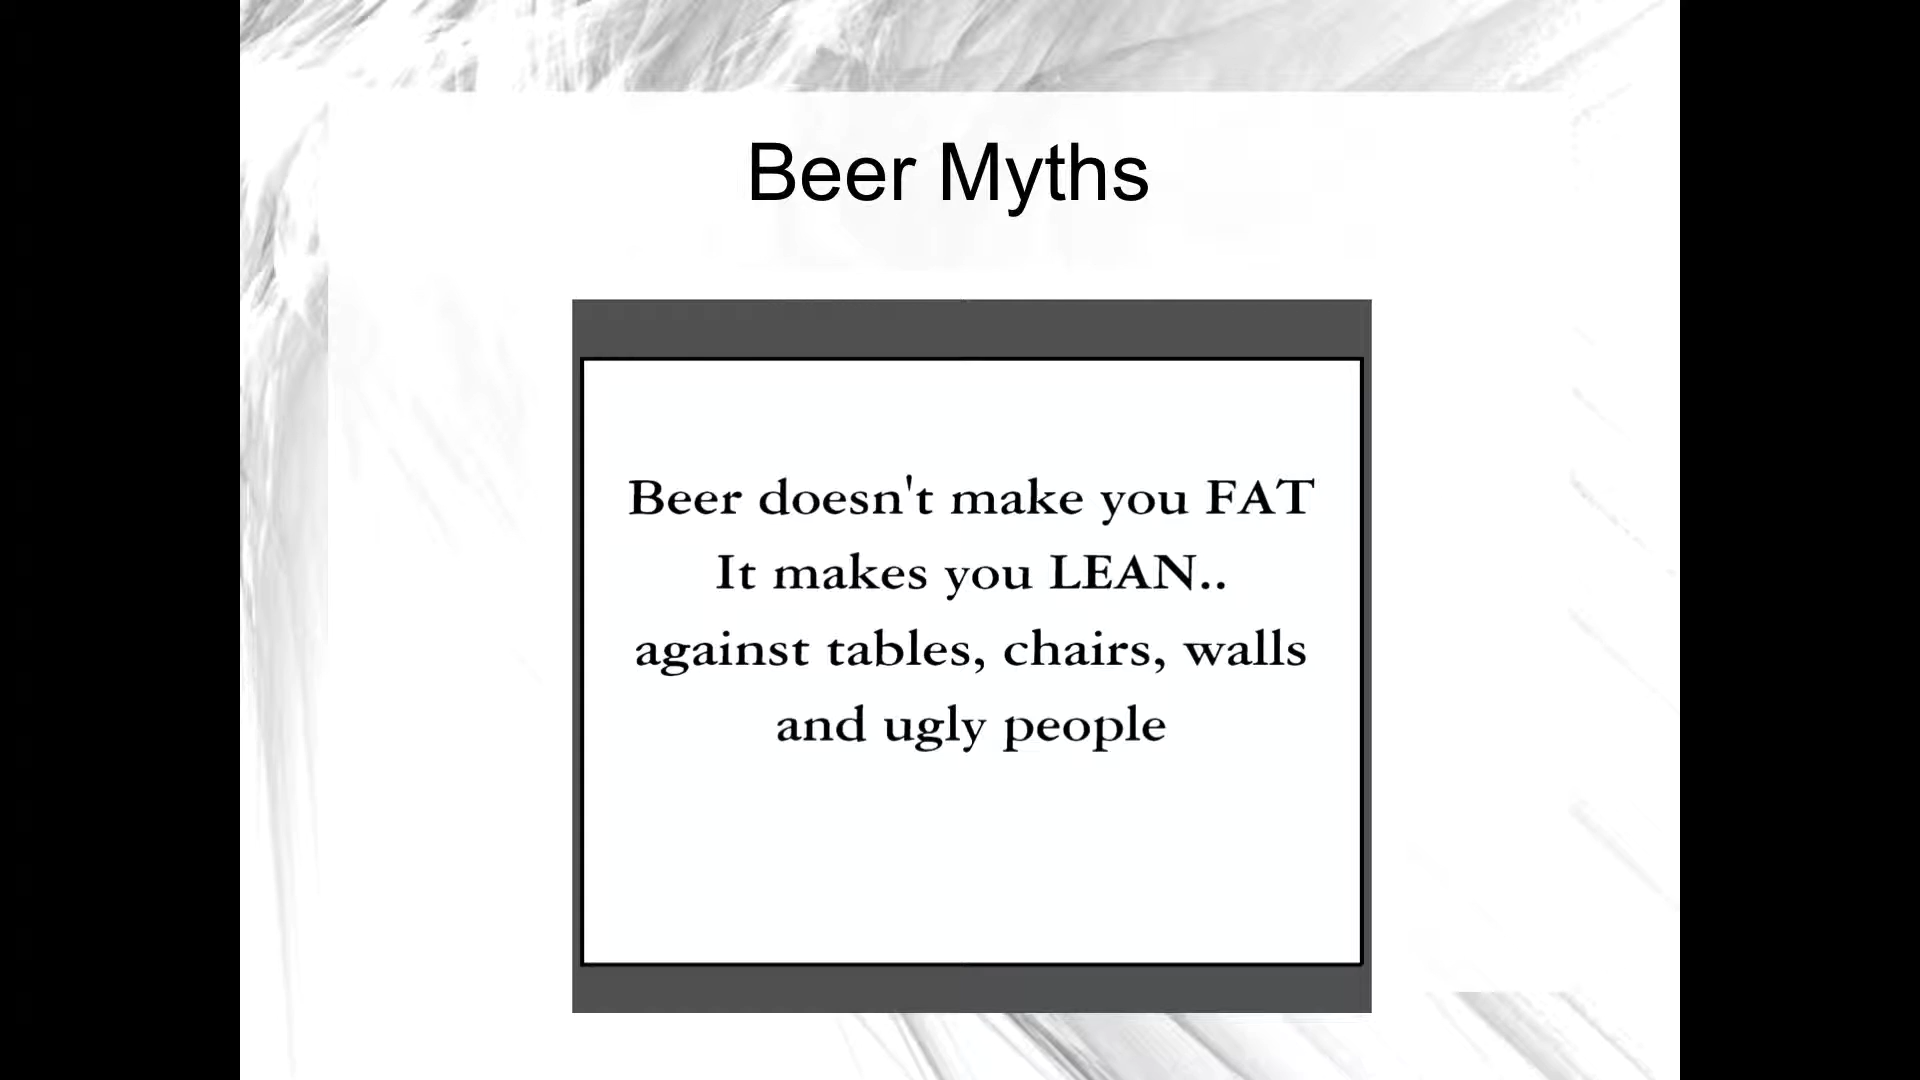 Beer Myths
Beer doesn't make you FAT
It makes you LEAN..
against tables, chairs, walls
and ugly people